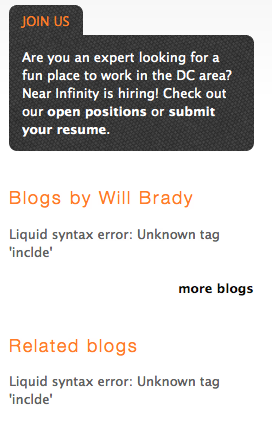 JOIN US
Are you an expert looking for a
fun place to work in the DC area?
Near Infinity is hiring! Check out
our open positions or submit
your resume.
Blogs by Will Brady
Liquid syntax error: Unknown tag
'inclde'
more blogs
Related blogs
Liquid syntax error: Unknown tag
'inclde'